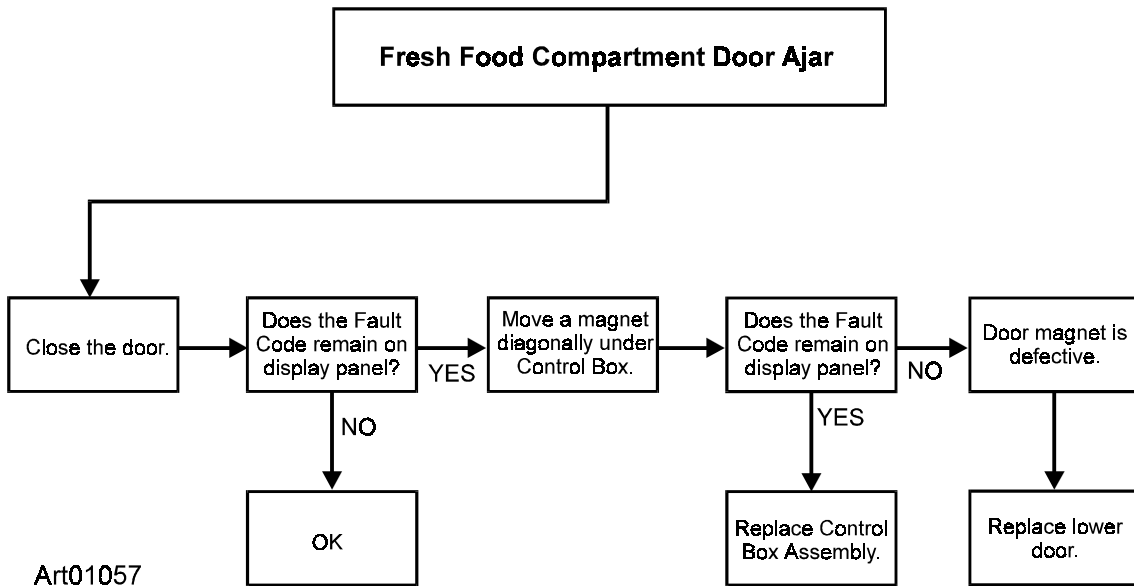 Fresh Food Compartment Door Ajar
Close the door.
Does the Fault
Code remain on
display panel?
YES
Move a magnet
diagonally under
Control Box.
Does the Fault
Code remain on
display panel?
NO
Door magnet is
defective.
NO
YES
OK
Replace Control
Box Assembly.
Replace lower
door.
Art01057